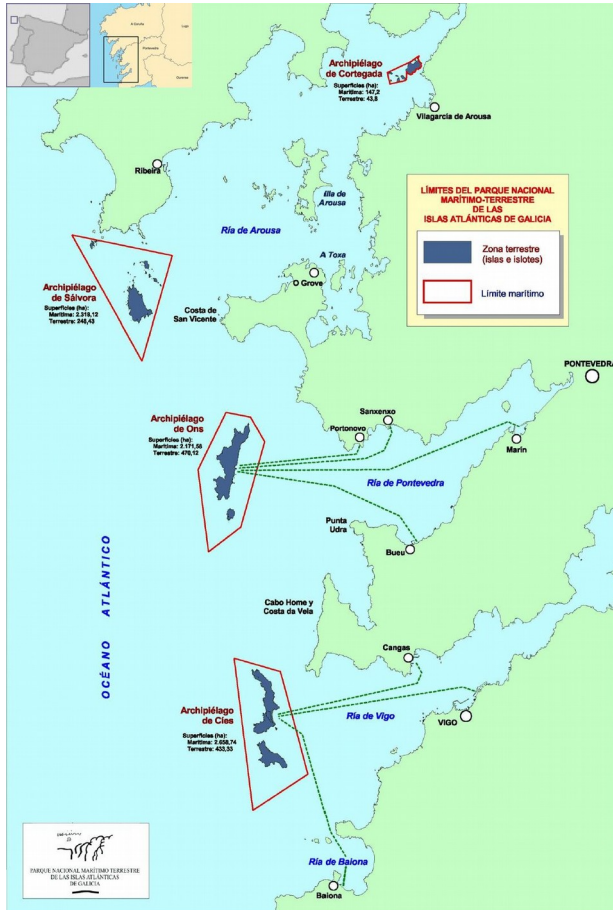 A Coruña
Pontevedra
Ourense
Archipiélago
de Cortegada
Superficies (ha):
Marítima: 147,2
Terrestre: 43,8
Vilagarcía de Arousa
Ribeira
Illa de
Arousa
Ría de Arousa
LÍMITES DEL PARQUE NACIONAL
MARÍTIMO-TERRESTRE
DE LAS
ISLAS ATLÁNTICAS DE GALICIA
Zona terrestre
(islas e islotes)
Límite marítimo
A Toxa
O Grove
Archipiélago
de Sálvora
Superficies (ha):
Marítima: 2.319,12
Terrestre: 248,43
Costa de
San Vicente
PONTEVEDRA
Archipiélago
de Ons
Superficies (ha):
Marítima: 2.171,56
Terrestre: 470,12
Sanxenxo
Portonovo
Marín
Ría de Pontevedra
Punta
Udra
Bueu
OCÉANO ATLÁNTICO
Cabo Home y
Costa da Vela
Cangas
Archipiélago
de Cíes
Superficies (ha):
Marítima: 2.658,74
Terrestre: 433,53
Ría de Vigo
VIGO
Ría de Baiona
Baiona
PARQUE NACIONAL MARÍTIMO TERRESTRE
DE LAS ISLAS ATLÁNTICAS
DE GALICIA